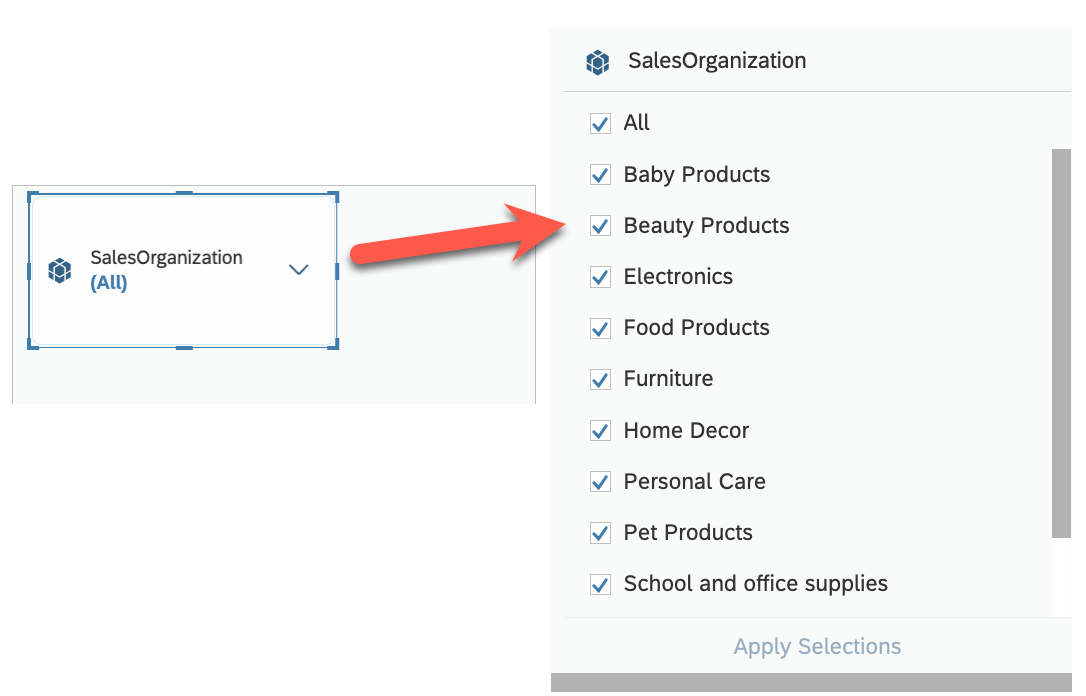 SalesOrganization
(All)
SalesOrganization
All
Baby Products
Beauty Products
Electronics
Food Products
Furniture
Home Decor
Personal Care
Pet Products
School and office supplies
Apply Selections